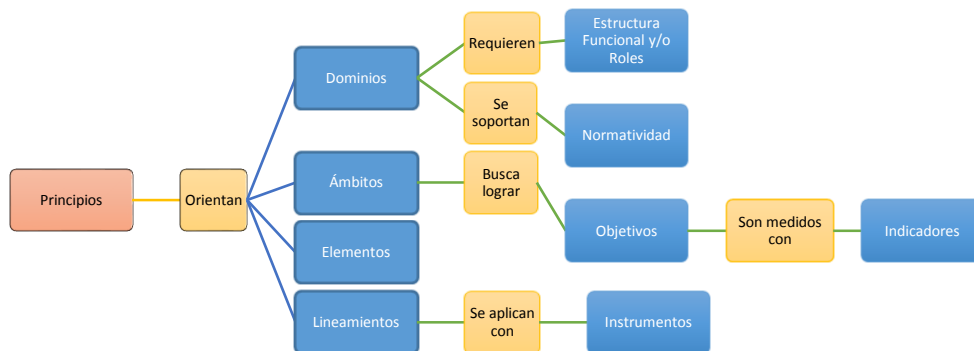 Principios
Orientan
Dominios
Requieren
Estructura
Funcional y/o
Roles
Se
soportan
Normatividad
Ámbitos
Busca
lograr
Objetivos
Son medidos
con
Indicadores
Elementos
Lineamientos
Se aplican
con
Instrumentos